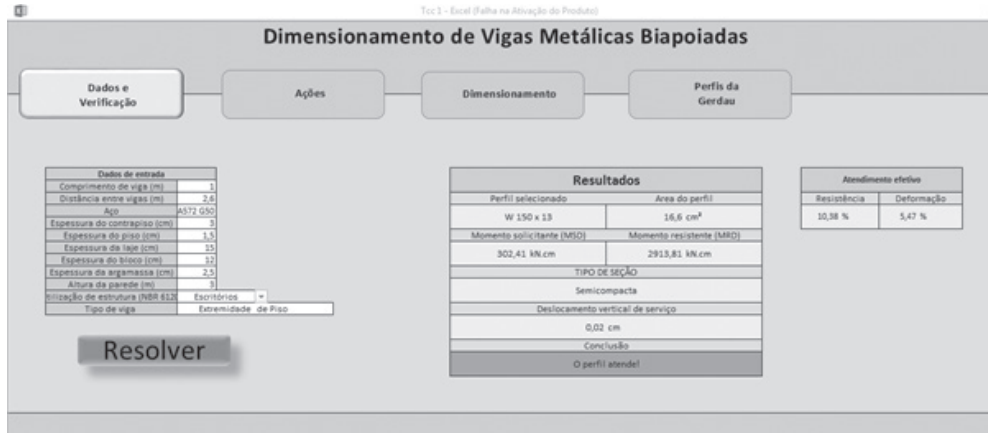 Tcc 1 - Excel (Falha na Ativação do Produto)
Dimensionamento de Vigas Metálicas Biapoiadas
Dados e
Verificação
Ações
Dimensionamento
Perfis da
Gerdau
Dados de entrada
Comprimento de viga (m) 1
Distância entre vigas (m) 2,6
Aço A572 G50
Espessura do contrapiso (cm) 3
Espessura do piso (cm) 1,5
Espessura da laje (cm) 15
Espessura do bloco (cm) 12
Espessura da argamassa (cm) 2,5
Altura da parede (m) 3
tilização de estrutura (NBR 612( Escritórios
Tipo de viga Extremidade de Piso
Resolver
Resultados
Perfil selecionado Area do perfil
W 150 x 13 16,6 cm²
Momento solicitante (MSD) Momento resistente (MRD)
302,41 kN.cm 2913,81 kN.cm
TIPO DE SEÇÃO
Semicompacta
Deslocamento vertical de serviço
0,02 cm
Conclusão
O perfil atende!
Atendimento efetivo
Resistência Deformação
10,38 % 5,47 %